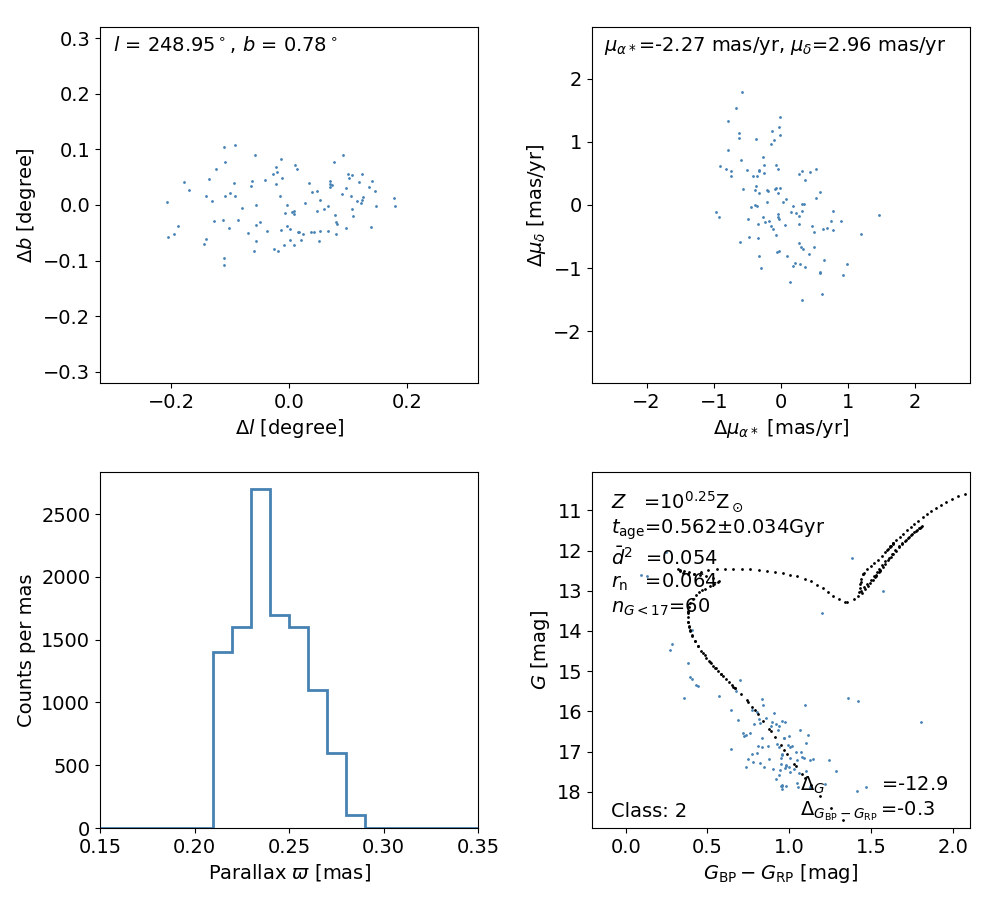 l = 248.95°, b = 0.78°
0.3
0.2
0.1
0.0
−0.1
−0.2
−0.3
Δb [degree]
−0.2 0.0 0.2
Δl [degree]
μα*=-2.27 mas/yr, μδ=2.96 mas/yr
2
1
0
−1
−2
Δμδ [mas/yr]
−2 −1 0 1 2
Δμα* [mas/yr]
2500
2000
1500
1000
500
0
Counts per mas
0.15 0.20 0.25 0.30 0.35
Parallax ϖ [mas]
Z =10^0.25 Z⊙
t_age=0.562±0.034Gyr
d̄² =0.054
r_n =0.064
n_G<17=60
11
12
13
14
15
16
17
18
G [mag]
Δ_G =-12.9
Δ_GBP−GRP =-0.3
Class: 2
0.0 0.5 1.0 1.5 2.0
G_BP − G_RP [mag]